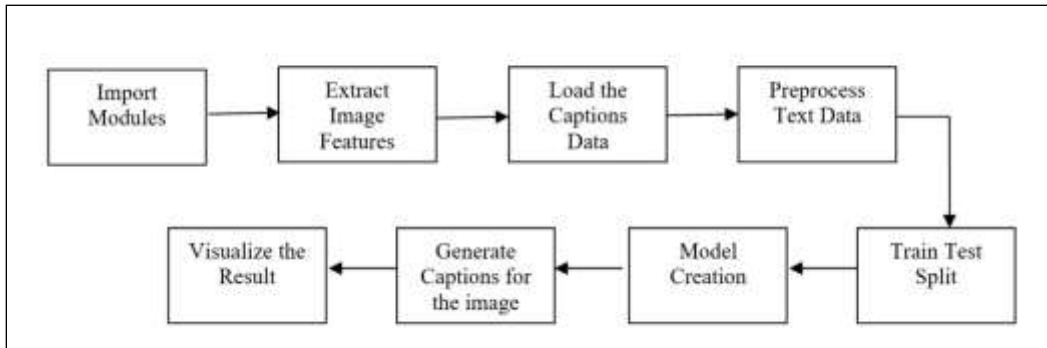 Import
Modules
Extract
Image
Features
Load the
Captions
Data
Preprocess
Text Data
Train Test
Split
Model
Creation
Generate
Captions for
the image
Visualize the
Result